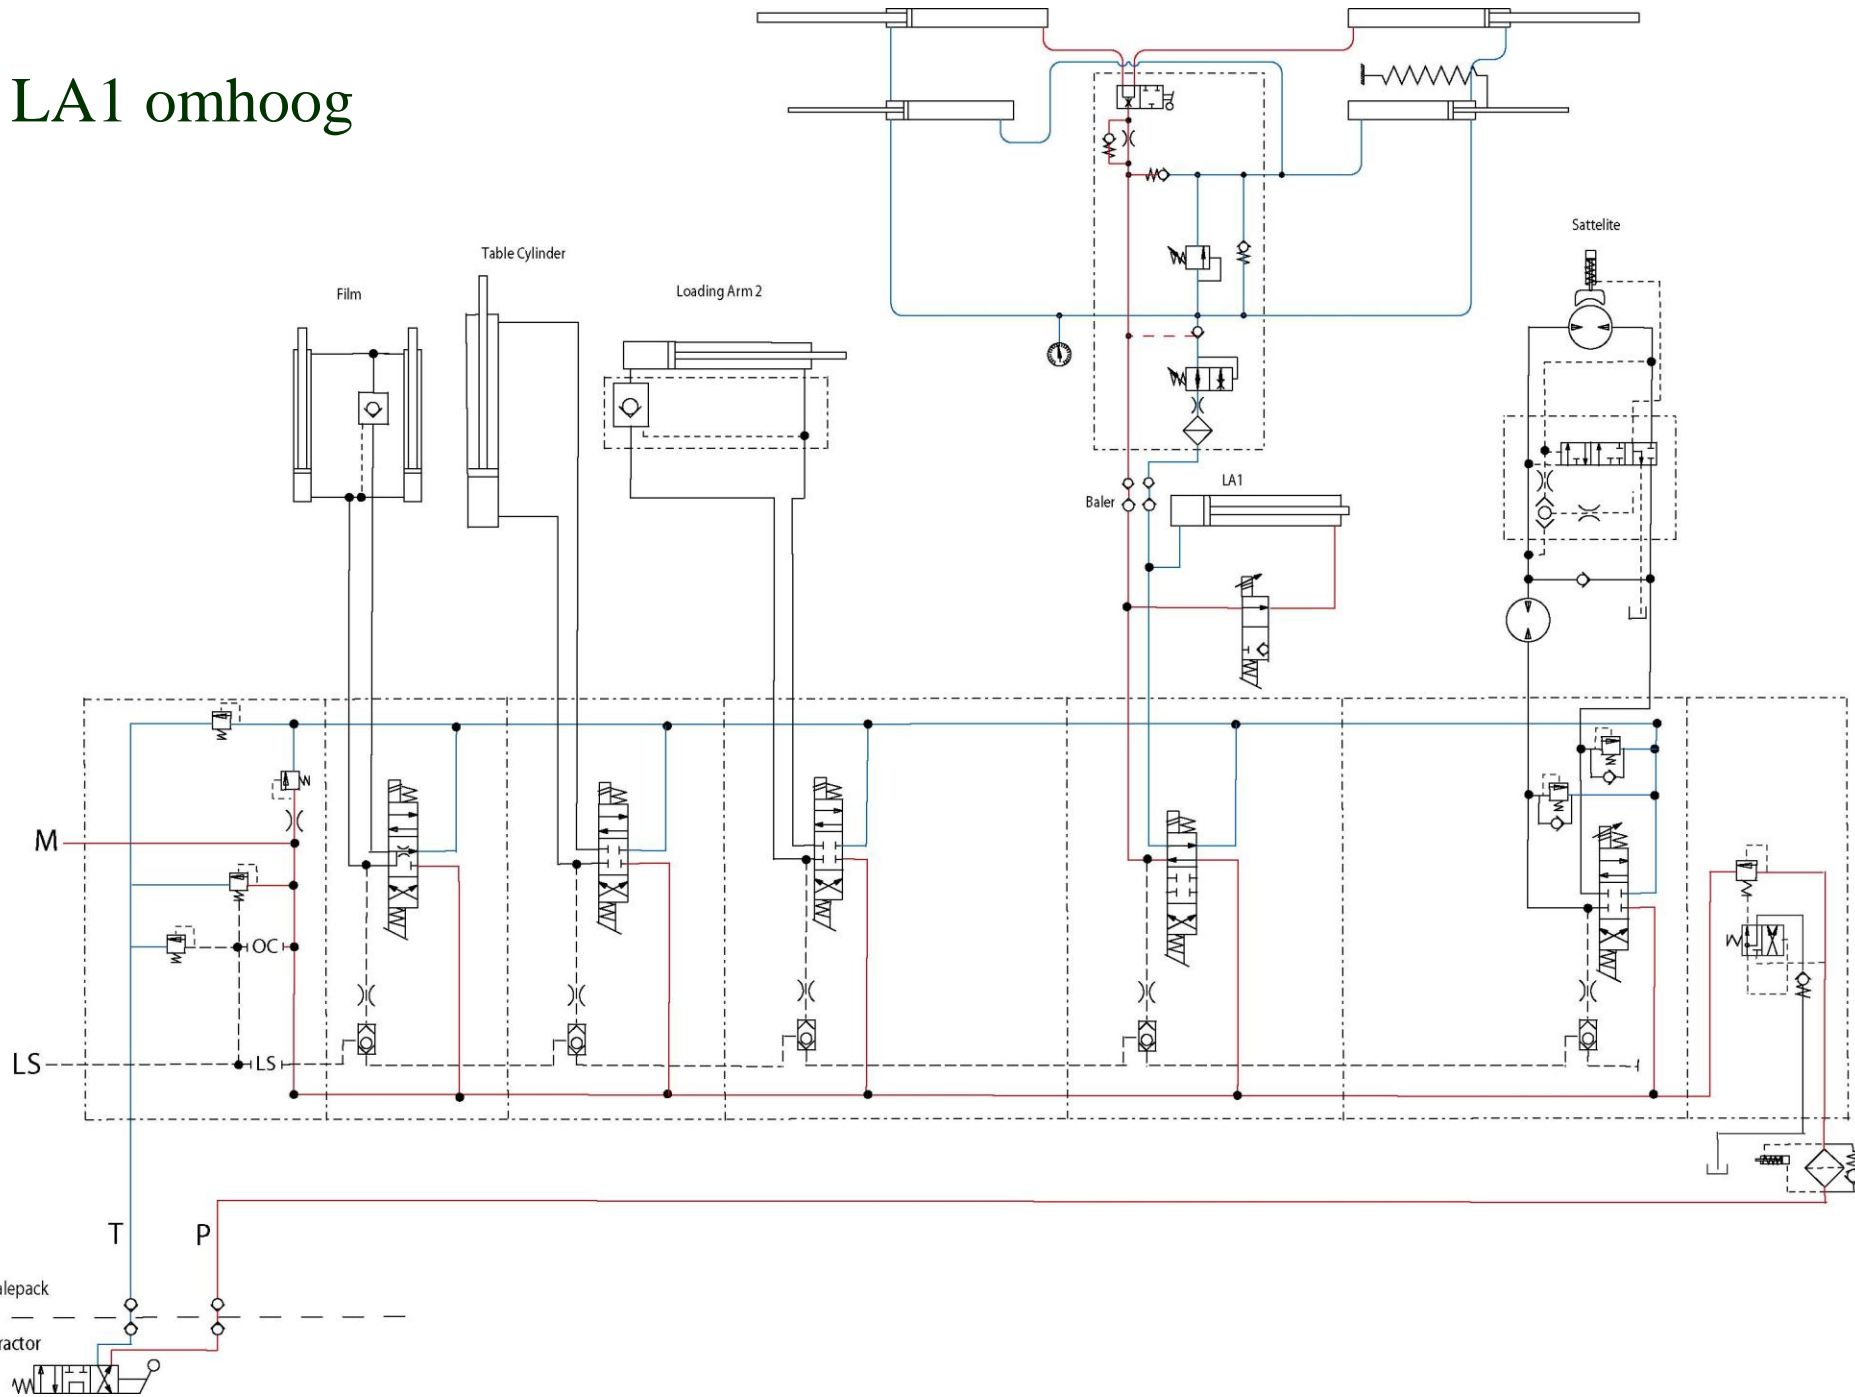 LA1 omhoog
Sattelite
Table Cylinder
Film
Loading Arm 2
LA1
Baler
M
OC
LS
LS
T
P
alepack
ractor